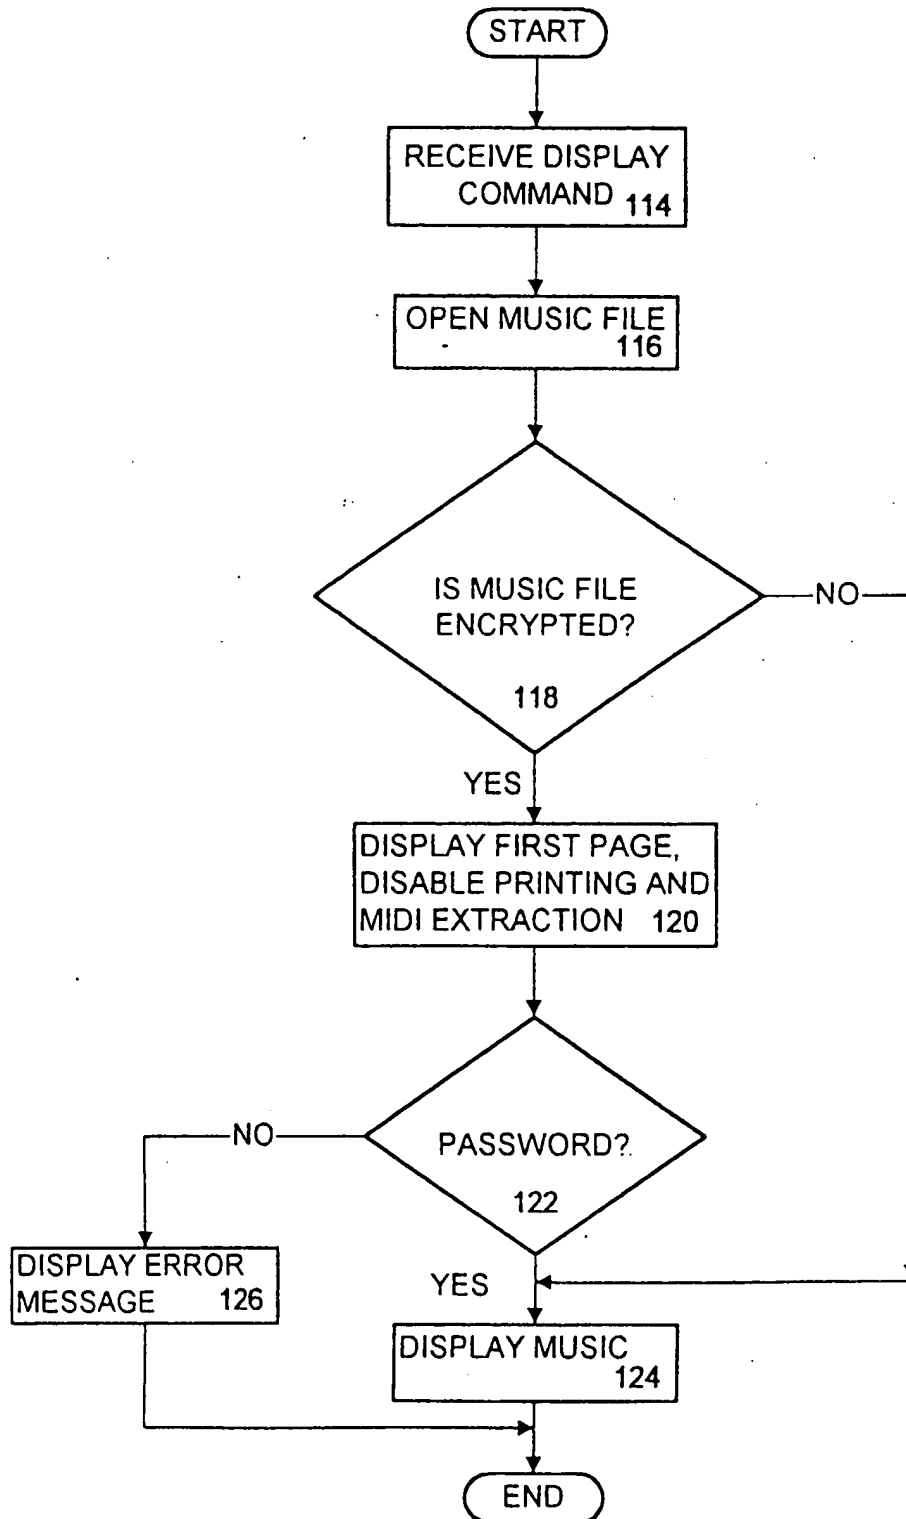 START
RECEIVE DISPLAY
COMMAND 114
OPEN MUSIC FILE
116
IS MUSIC FILE
ENCRYPTED?
118
NO
YES
DISPLAY FIRST PAGE,
DISABLE PRINTING AND
MIDI EXTRACTION 120
PASSWORD?
122
NO
YES
DISPLAY ERROR
MESSAGE 126
DISPLAY MUSIC
124
END